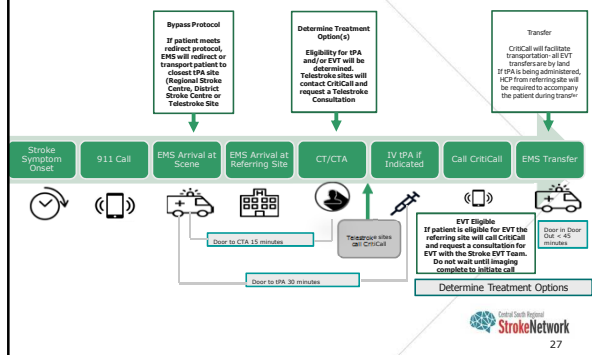 Bypass Protocol
If patient meets
redirect protocol,
EMS will redirect or
transport patient to
closest tPA site
(Regional Stroke
Centre, District
Stroke Centre or
Telestroke Site
Determine Treatment
Option(s)
Eligibility for tPA
and/or EVT will be
determined.
Telestroke sites will
contact CritiCall and
request a Telestroke
Consultation
Transfer
CritiCall will facilitate
transportation- all EVT
transfers are by land
If tPA is being administered,
HCP from referring site will
be required to accompany
the patient during transfer
Stroke
Symptom
Onset
911 Call
EMS Arrival at
Scene
EMS Arrival at
Referring Site
CT/CTA
IV tPA if
Indicated
Call CritiCall
EMS Transfer
Door to CTA 15 minutes
Telestroke sites
call CritiCall
Door to tPA 30 minutes
EVT Eligible
If patient is eligible for EVT the
referring site will call CritiCall
and request a consultation for
EVT with the Stroke EVT Team.
Do not wait until imaging
complete to initiate call
Door in Door
Out < 45
minutes
Determine Treatment Options
Central South Regional
StrokeNetwork
27